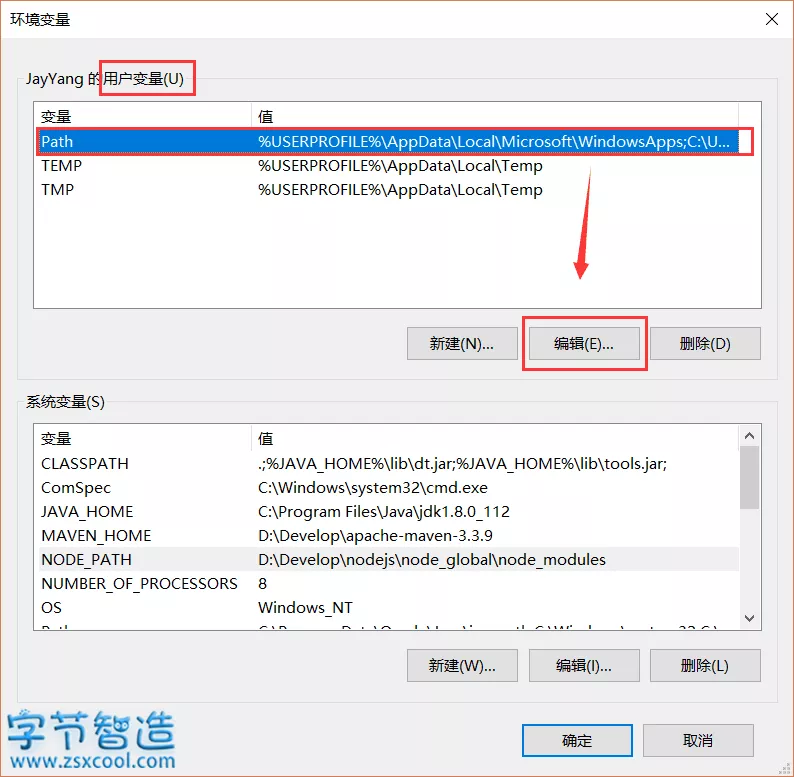 环境变量
JayYang 的用户变量(U)
变量 值
Path %USERPROFILE%\AppData\Local\Microsoft\WindowsApps;C:\U...
TEMP %USERPROFILE%\AppData\Local\Temp
TMP %USERPROFILE%\AppData\Local\Temp
新建(N)... 编辑(E)... 删除(D)
系统变量(S)
变量 值
CLASSPATH .;%JAVA_HOME%\lib\dt.jar;%JAVA_HOME%\lib\tools.jar;
ComSpec C:\Windows\system32\cmd.exe
JAVA_HOME C:\Program Files\Java\jdk1.8.0_112
MAVEN_HOME D:\Develop\apache-maven-3.3.9
NODE_PATH D:\Develop\nodejs\node_global\node_modules
NUMBER_OF_PROCESSORS 8
OS Windows_NT
新建(W)... 编辑(I)... 删除(L)
确定 取消
字节智造
www.zsxcool.com